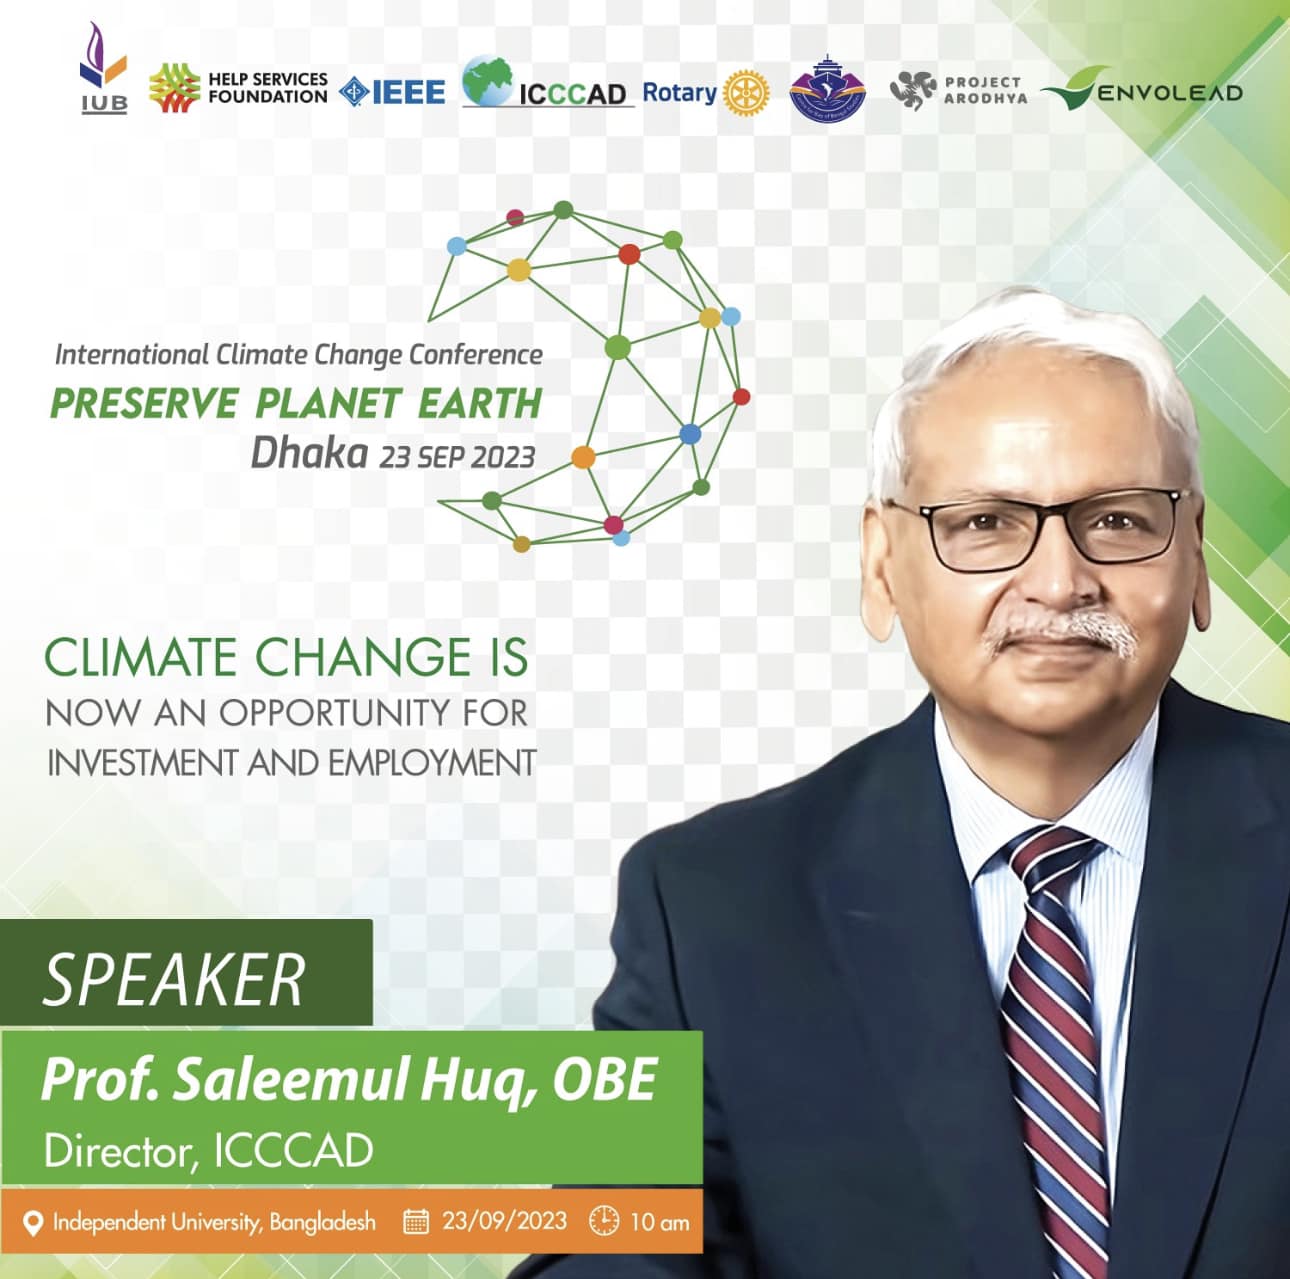 IUB
HELP SERVICES
FOUNDATION
IEEE
ICCCAD
Rotary
PROJECT
ARODHYA
ENVOLEAD
International Climate Change Conference
PRESERVE PLANET EARTH
Dhaka 23 SEP 2023
CLIMATE CHANGE IS
NOW AN OPPORTUNITY FOR
INVESTMENT AND EMPLOYMENT
SPEAKER
Prof. Saleemul Huq, OBE
Director, ICCCAD
Independent University, Bangladesh 23/09/2023 10 am